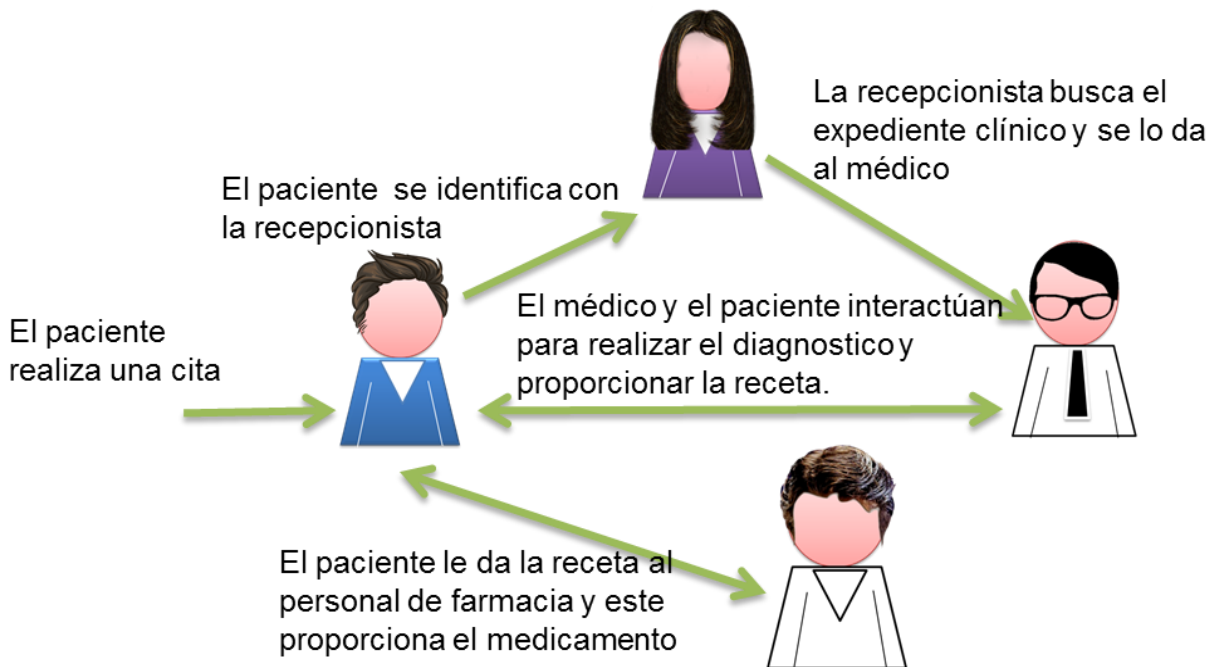 El paciente
realiza una cita
El paciente  se identifica con
la recepcionista
La recepcionista busca el
expediente clínico y se lo da
al médico
El médico y el paciente interactúan
para realizar el diagnostico y
proporcionar la receta.
El paciente le da la receta al
personal de farmacia y este
proporciona el medicamento